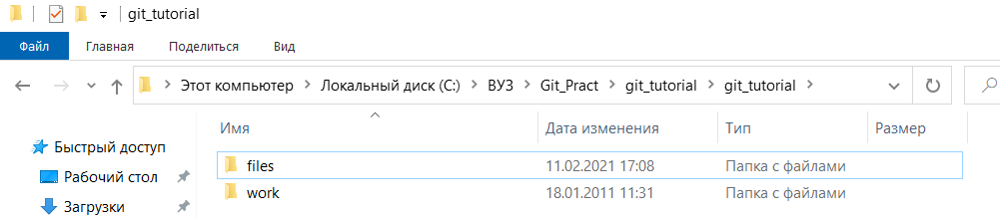 git_tutorial
Файл Главная Поделиться Вид
Этот компьютер Локальный диск (C:) ВУЗ Git_Pract git_tutorial git_tutorial
Имя Дата изменения Тип Размер
Быстрый доступ
files 11.02.2021 17:08 Папка с файлами
Рабочий стол
work 18.01.2011 11:31 Папка с файлами
Загрузки